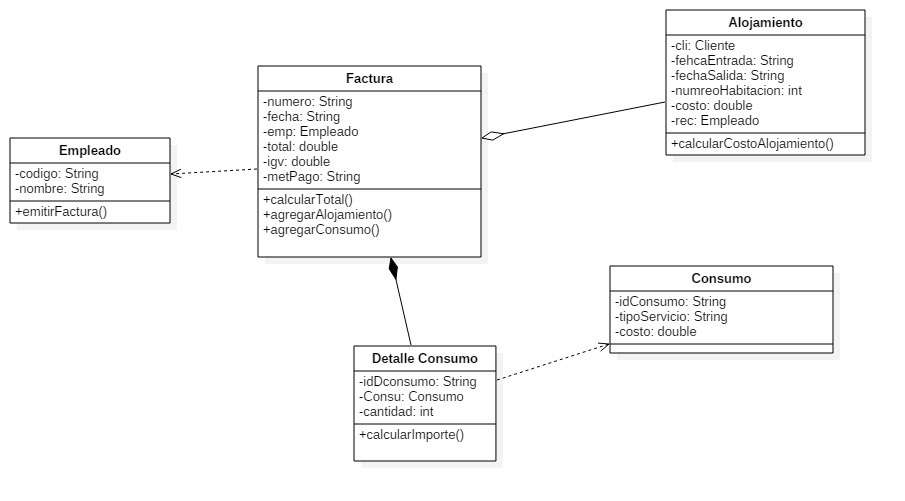 Alojamiento
-cli: Cliente
-fehcaEntrada: String
-fechaSalida: String
-numreoHabitacion: int
-costo: double
-rec: Empleado
+calcularCostoAlojamiento()
Factura
-numero: String
-fecha: String
-emp: Empleado
-total: double
-igv: double
-metPago: String
+calcularTotal()
+agregarAlojamiento()
+agregarConsumo()
Empleado
-codigo: String
-nombre: String
+emitirFactura()
Consumo
-idConsumo: String
-tipoServicio: String
-costo: double
Detalle Consumo
-idDconsumo: String
-Consu: Consumo
-cantidad: int
+calcularImporte()